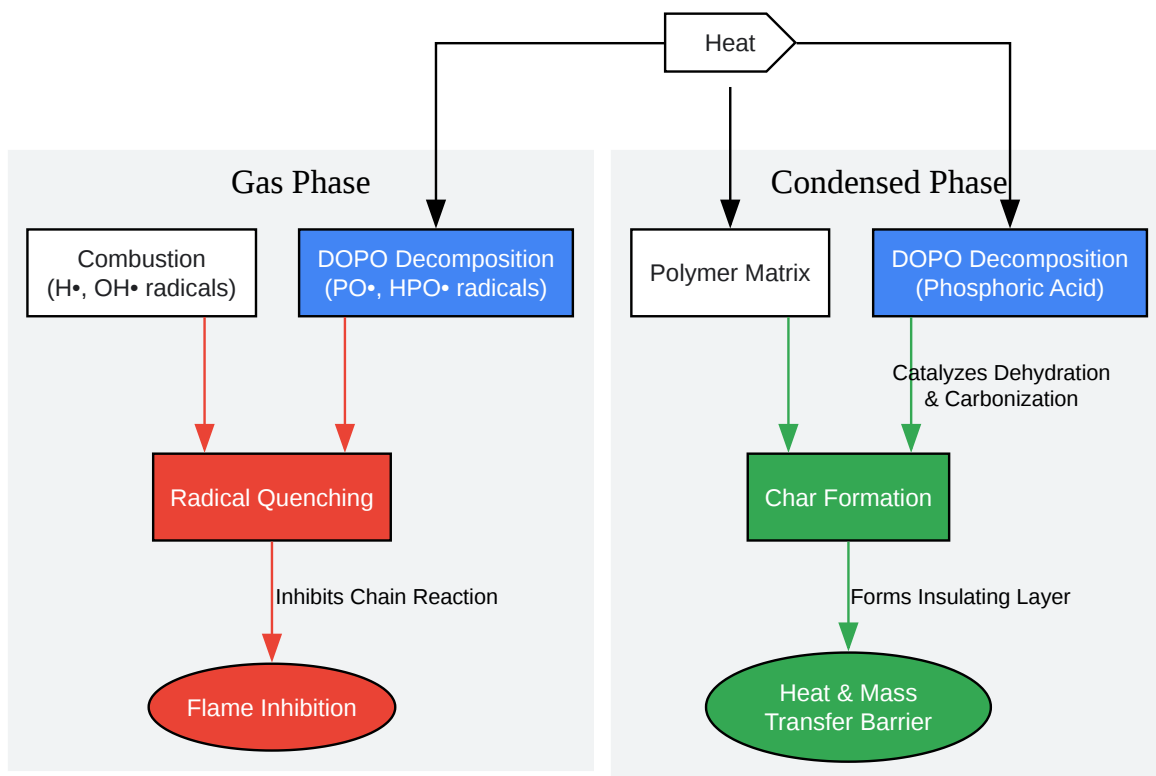 Heat
Gas Phase
Combustion
(H•, OH• radicals)
DOPO Decomposition
(PO•, HPO• radicals)
Radical Quenching
Inhibits Chain Reaction
Flame Inhibition
Condensed Phase
Polymer Matrix
DOPO Decomposition
(Phosphoric Acid)
Catalyzes Dehydration
& Carbonization
Char Formation
Forms Insulating Layer
Heat & Mass
Transfer Barrier